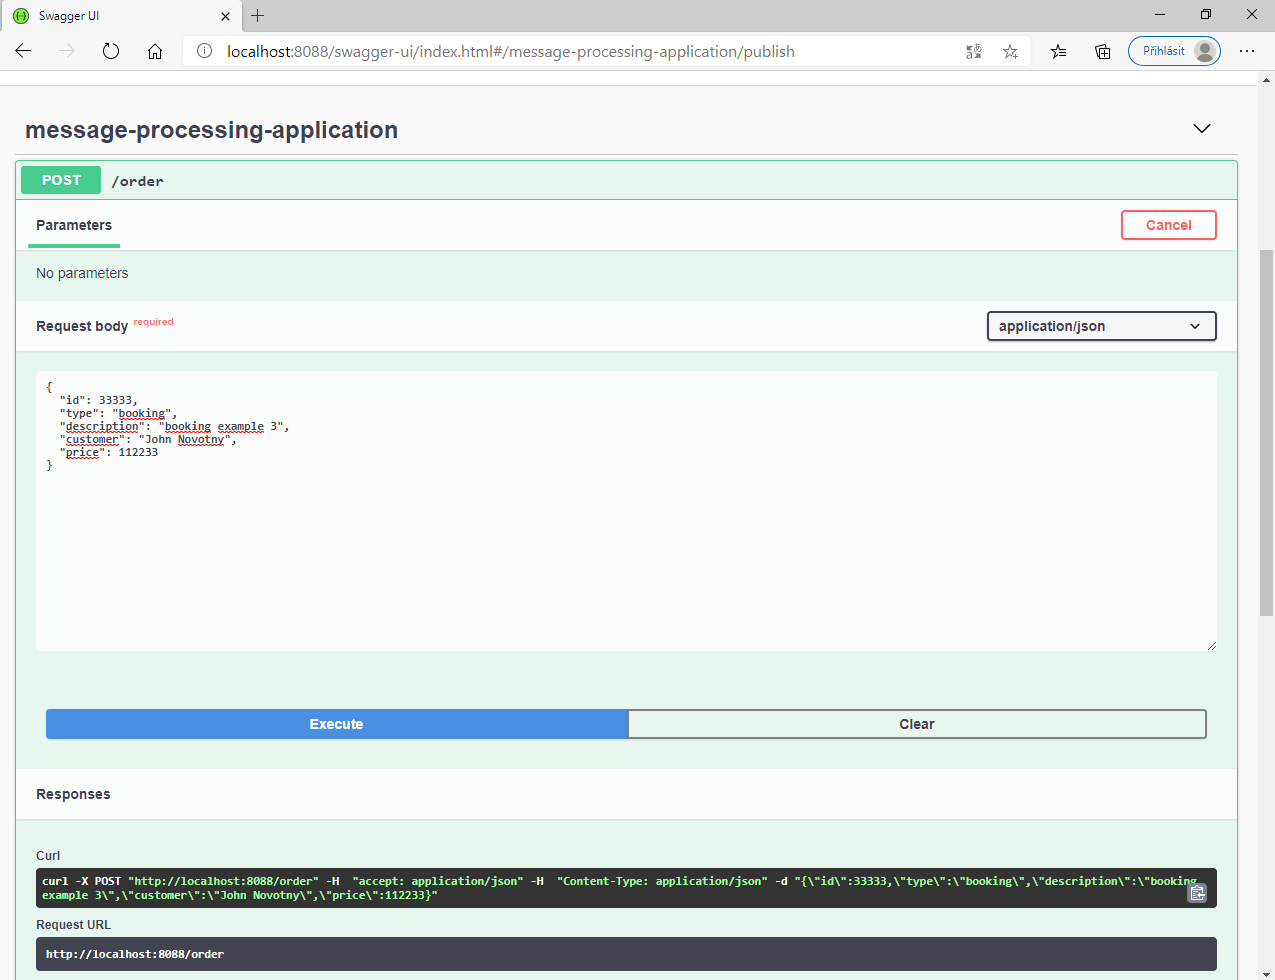 Swagger UI
localhost:8088/swagger-ui/index.html#/message-processing-application/publish
Přihlásit
message-processing-application
POST /order
Parameters
Cancel
No parameters
Request body required
application/json
{
"id": 33333,
"type": "booking",
"description": "booking example 3",
"customer": "John Novotny",
"price": 112233
}
Execute
Clear
Responses
Curl
curl -X POST "http://localhost:8088/order" -H  "accept: application/json" -H  "Content-Type: application/json" -d "{\"id\":33333,\"type\":\"booking\",\"description\":\"booking
example 3\",\"customer\":\"John Novotny\",\"price\":112233}"
Request URL
http://localhost:8088/order